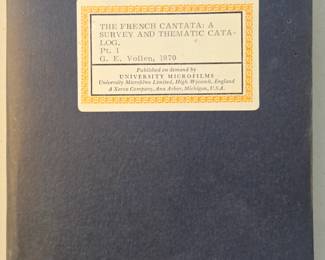 THE FRENCH CANTATA: A
SURVEY AND THEMATIC CATA-
LOG.
Pt. 1
G. E. Vollen, 1970
Published on demand by
UNIVERSITY MICROFILMS
University Microfilms Limited, High Wycomb, England
A Xerox Company, Ann Arbor, Michigan, U.S.A.